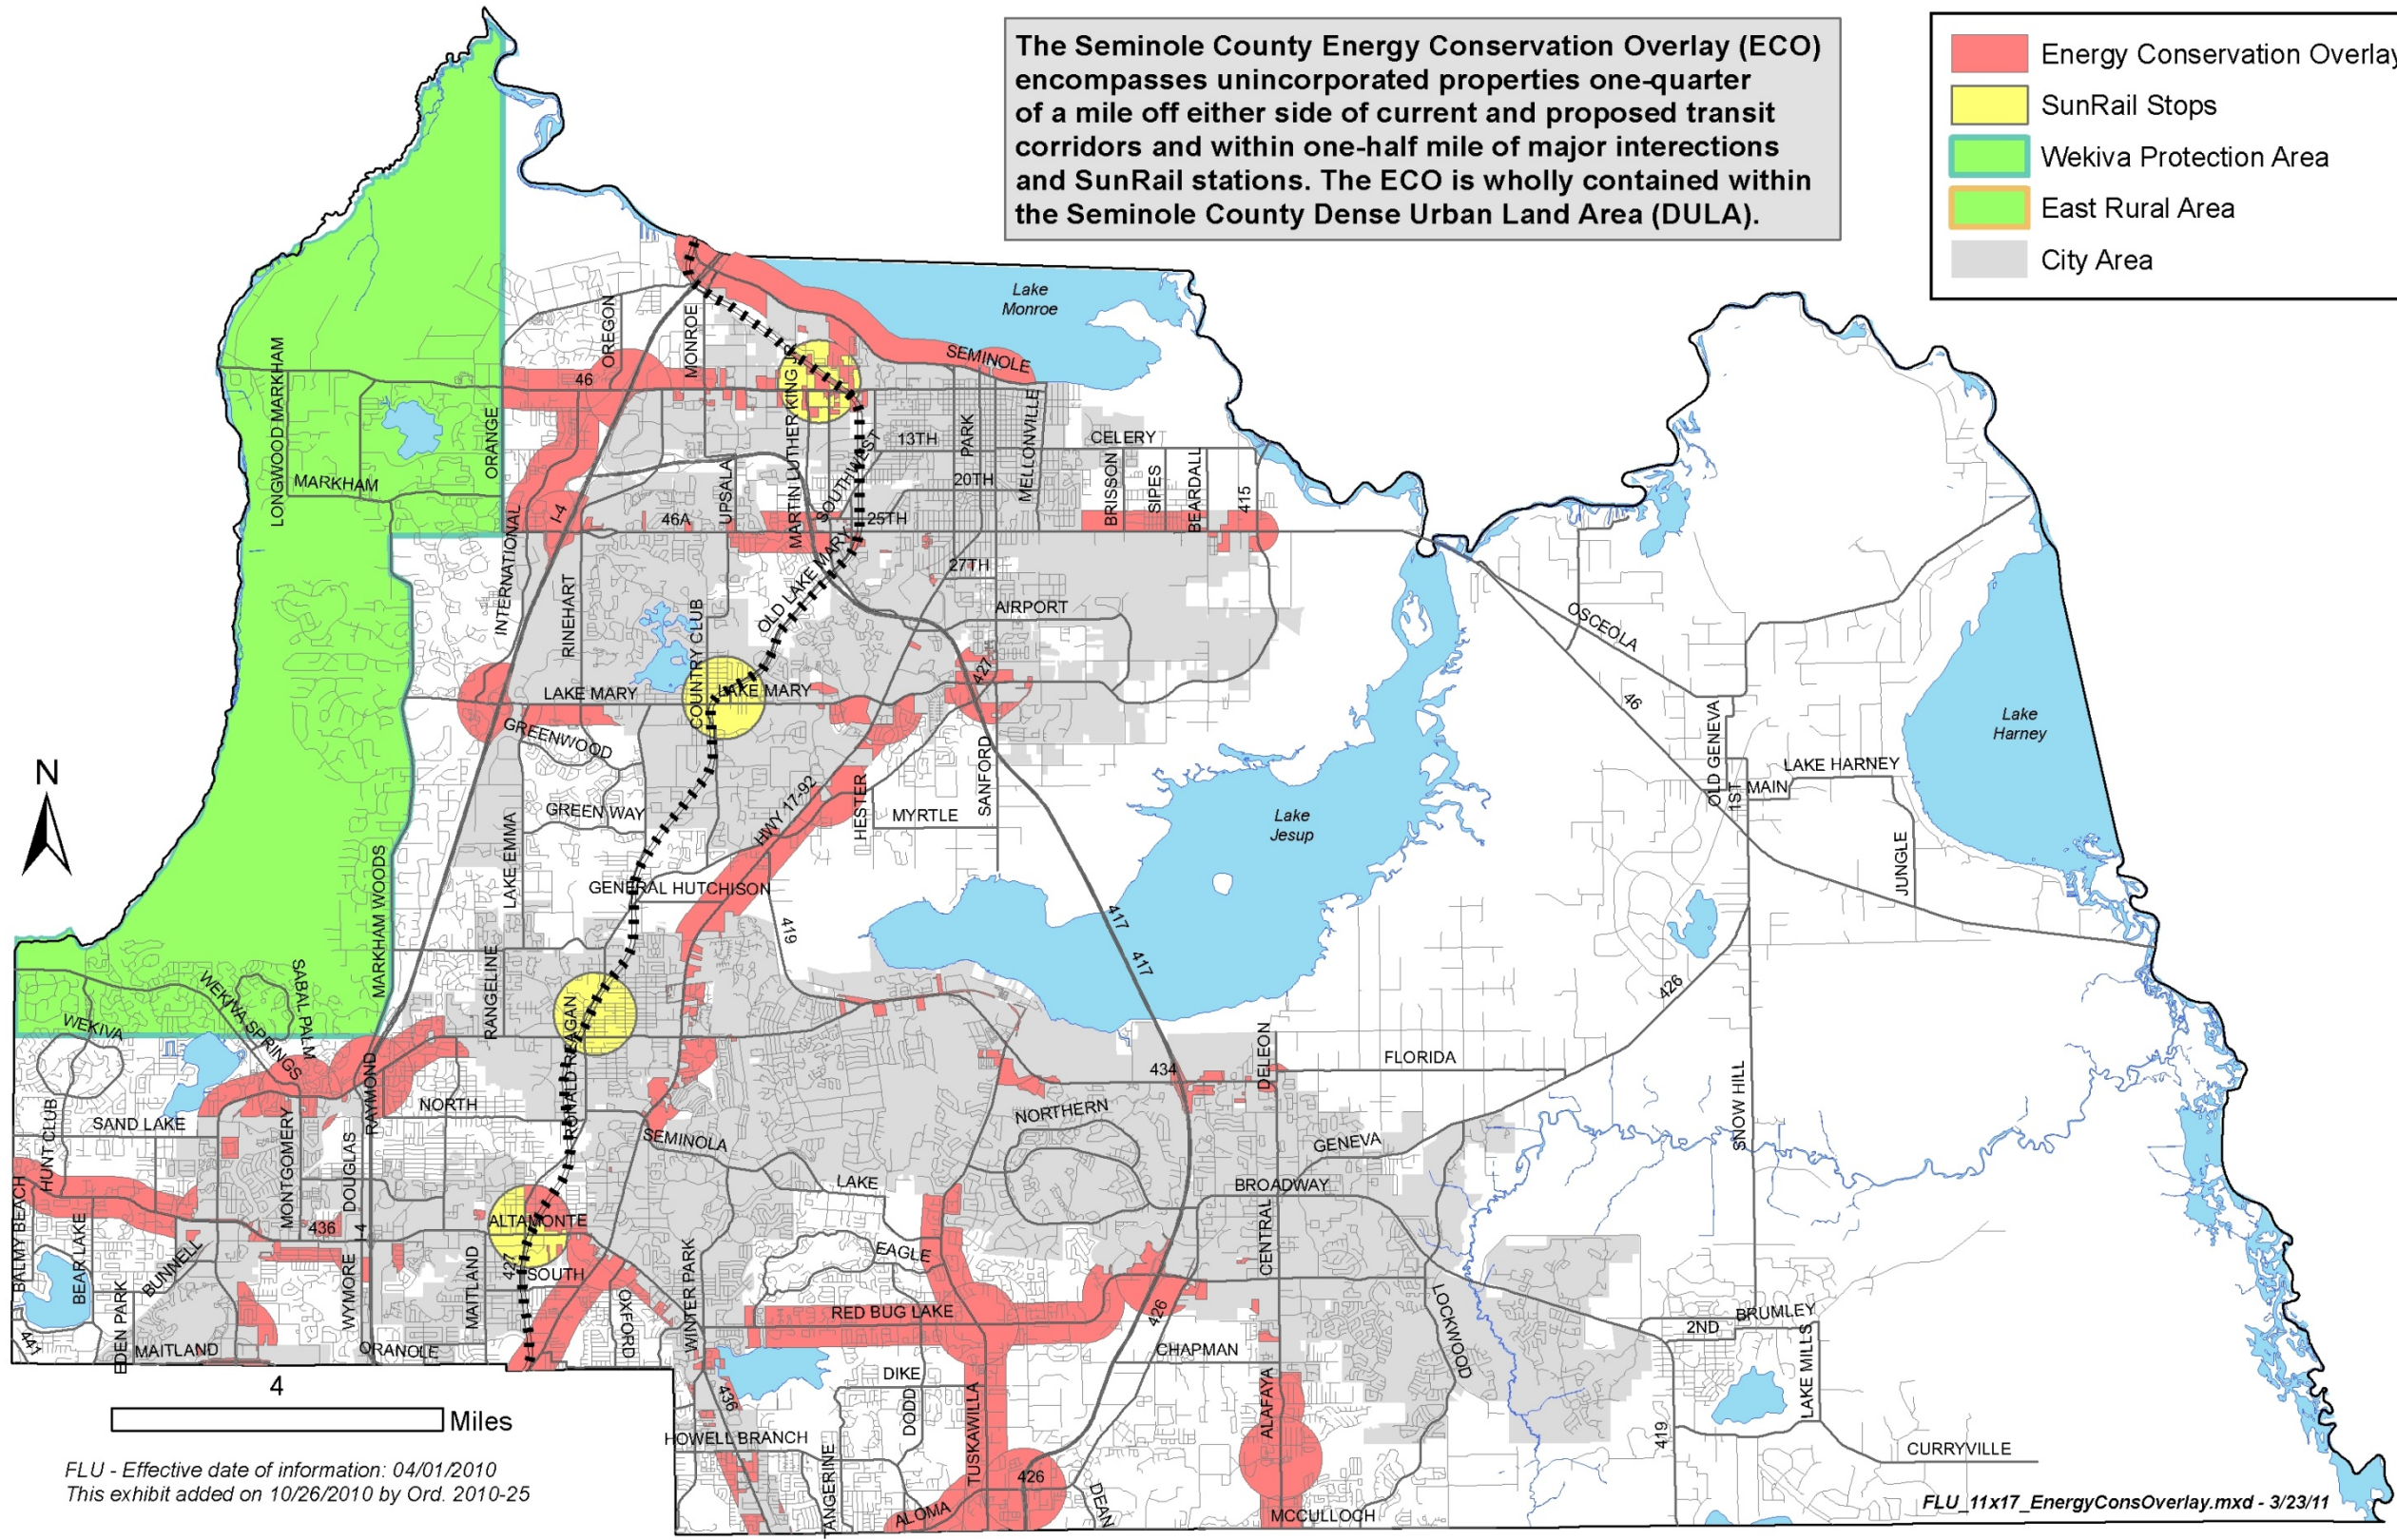 The Seminole County Energy Conservation Overlay (ECO)
encompasses unincorporated properties one-quarter
of a mile off either side of current and proposed transit
corridors and within one-half mile of major interections
and SunRail stations. The ECO is wholly contained within
the Seminole County Dense Urban Land Area (DULA).
Energy Conservation Overlay
SunRail Stops
Wekiva Protection Area
East Rural Area
City Area
Lake
Monroe
OREGON
MONROE
SEMINOLE
46
LONGWOOD MARKHAM
ORANGE
MARKHAM
MARTIN LUTHER KING JR
13TH
PARK
MELLONVILLE
CELERY
SOUTHWEST
20TH
UPSALA
BRISSON
SIPES
BEARDALL
415
I-4
46A
25TH
INTERNATIONAL
OLD LAKE MARY
27TH
RINEHART
AIRPORT
COUNTRY CLUB
OSCEOLA
427
LAKE MARY
LAKE MARY
46
GREENWOOD
OLD GENEVA
Lake
Harney
SANFORD
LAKE HARNEY
N
HWY 17-92
HESTER
1ST
MAIN
GREEN WAY
MYRTLE
Lake
Jesup
LAKE EMMA
JUNGLE
MARKHAM WOODS
GENERAL HUTCHISON
419
417
417
RANGELINE
426
SABAL PALM
WEKIVA SPRINGS
WEKIVA
RONALD REAGAN
DELEON
FLORIDA
434
RAYMOND
HUNT CLUB
NORTH
MONTGOMERY
NORTHERN
SAND LAKE
SNOW HILL
DOUGLAS
SEMINOLA
GENEVA
LAKE
BROADWAY
BALMY BEACH
BEAR LAKE
436
I-4
ALTAMONTE
CENTRAL
BUNNELL
EAGLE
427
SOUTH
WYMORE
MAITLAND
WINTER PARK
EDEN PARK
OXFORD
RED BUG LAKE
426
LOCKWOOD
BRUMLEY
2ND
441
MAITLAND
ORANOLE
CHAPMAN
LAKE MILLS
DIKE
436
DODD
TUSKAWILLA
ALAFAYA
4
Miles
HOWELL BRANCH
419
TANGERINE
CURRYVILLE
426
ALOMA
DEAN
MCCULLOCH
FLU - Effective date of information: 04/01/2010
This exhibit added on 10/26/2010 by Ord. 2010-25
FLU_11x17_EnergyConsOverlay.mxd - 3/23/11